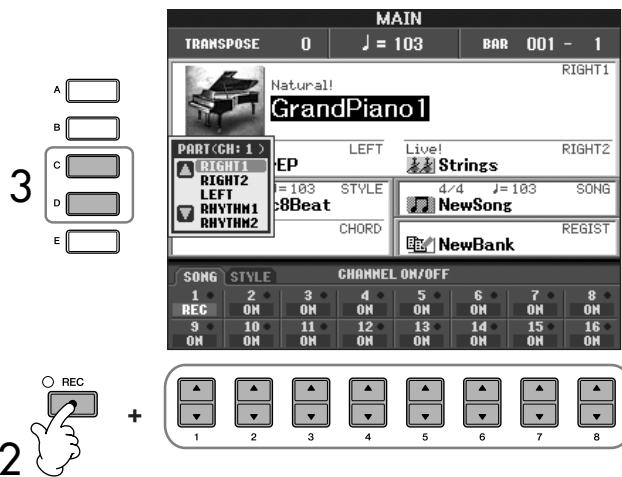 MAIN
TRANSPOSE 0 ♩= 103 BAR 001 - 1
RIGHT1
Natural!
GrandPiano1
PART(CH: 1 )
RIGHT1
RIGHT2
LEFT
RHYTHM1
RHYTHM2
LEFT
EP
Live! RIGHT2
Strings
=103 STYLE
c8Beat
4/4 ♩=103 SONG
NewSong
CHORD
REGIST
NewBank
SONG STYLE CHANNEL ON/OFF
1 2 3 4 5 6 7 8
REC ON ON ON ON ON ON ON
9 10 11 12 13 14 15 16
ON ON ON ON ON ON ON ON
A
B
C
D
E
3
REC
+
1 2 3 4 5 6 7 8
2